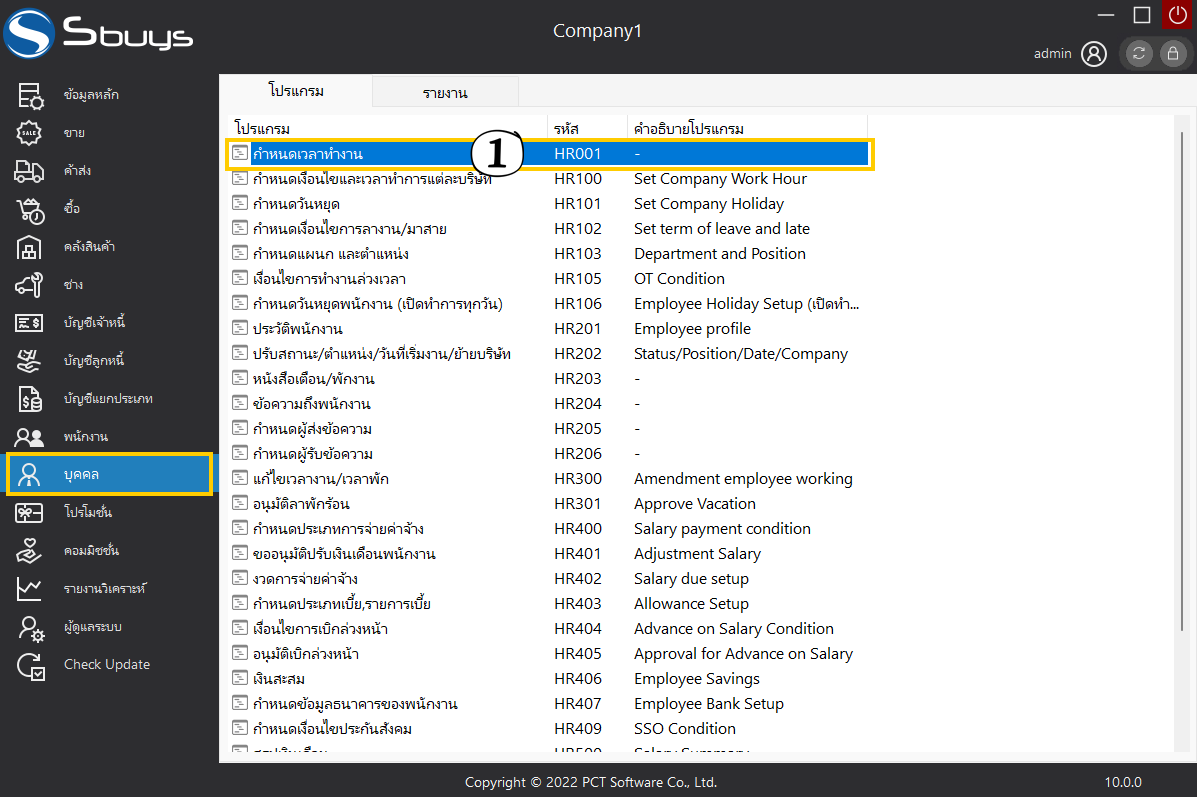 Sbuys
Company1
admin
ข้อมูลหลัก
ขาย
ค้าส่ง
ซื้อ
คลังสินค้า
ช่าง
บัญชีเจ้าหนี้
บัญชีลูกหนี้
บัญชีแยกประเภท
พนักงาน
บุคคล
โปรโมชั่น
คอมมิชชั่น
รายงานวิเคราะห์
ผู้ดูแลระบบ
Check Update
โปรแกรม รายงาน
โปรแกรม รหัส คำอธิบายโปรแกรม
กำหนดเวลาทำงาน 1 HR001 -
กำหนดเงื่อนไขและเวลาทำการแต่ละบริษัท HR100 Set Company Work Hour
กำหนดวันหยุด HR101 Set Company Holiday
กำหนดเงื่อนไขการลางาน/มาสาย HR102 Set term of leave and late
กำหนดแผนก และตำแหน่ง HR103 Department and Position
เงื่อนไขการทำงานล่วงเวลา HR105 OT Condition
กำหนดวันหยุดพนักงาน (เปิดทำการทุกวัน) HR106 Employee Holiday Setup (เปิดทำ...
ประวัติพนักงาน HR201 Employee profile
ปรับสถานะ/ตำแหน่ง/วันที่เริ่มงาน/ย้ายบริษัท HR202 Status/Position/Date/Company
หนังสือเตือน/พักงาน HR203 -
ข้อความถึงพนักงาน HR204 -
กำหนดผู้ส่งข้อความ HR205 -
กำหนดผู้รับข้อความ HR206 -
แก้ไขเวลางาน/เวลาพัก HR300 Amendment employee working
อนุมัติลาพักร้อน HR301 Approve Vacation
กำหนดประเภทการจ่ายค่าจ้าง HR400 Salary payment condition
ขออนุมัติปรับเงินเดือนพนักงาน HR401 Adjustment Salary
งวดการจ่ายค่าจ้าง HR402 Salary due setup
กำหนดประเภทเบี้ย,รายการเบี้ย HR403 Allowance Setup
เงื่อนไขการเบิกล่วงหน้า HR404 Advance on Salary Condition
อนุมัติเบิกล่วงหน้า HR405 Approval for Advance on Salary
เงินสะสม HR406 Employee Savings
กำหนดข้อมูลธนาคารของพนักงาน HR407 Employee Bank Setup
กำหนดเงื่อนไขประกันสังคม HR409 SSO Condition
สรุปเงินเดือน HR500 Salary Summary
Copyright © 2022 PCT Software Co., Ltd.
10.0.0